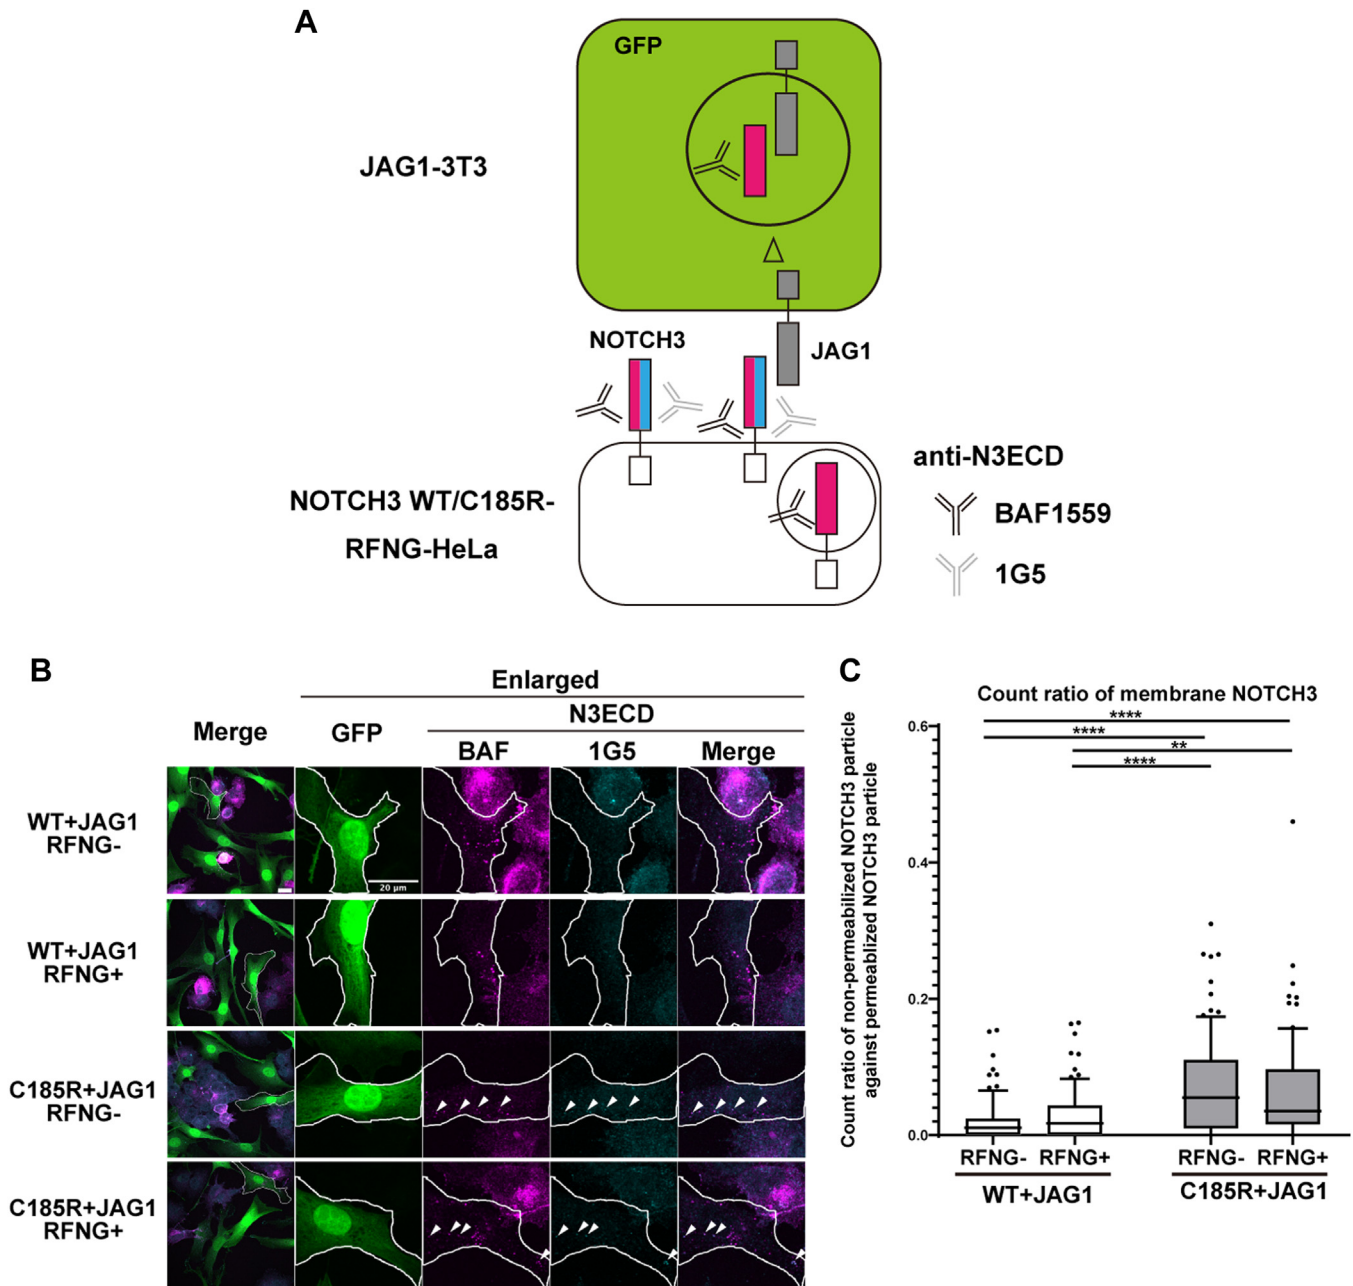 A
GFP
JAG1-3T3
NOTCH3
JAG1
anti-N3ECD
NOTCH3 WT/C185R-
RFNG-HeLa
BAF1559
1G5
B
Enlarged
N3ECD
Merge
GFP
BAF
1G5
Merge
WT+JAG1
RFNG-
20 μm
WT+JAG1
RFNG+
C185R+JAG1
RFNG-
C185R+JAG1
RFNG+
C
Count ratio of membrane NOTCH3
Count ratio of non-permeabilized NOTCH3 particle
against permeablized NOTCH3 particle
0.6
0.4
0.2
0.0
****
****
**
****
RFNG- RFNG+
RFNG- RFNG+
WT+JAG1
C185R+JAG1